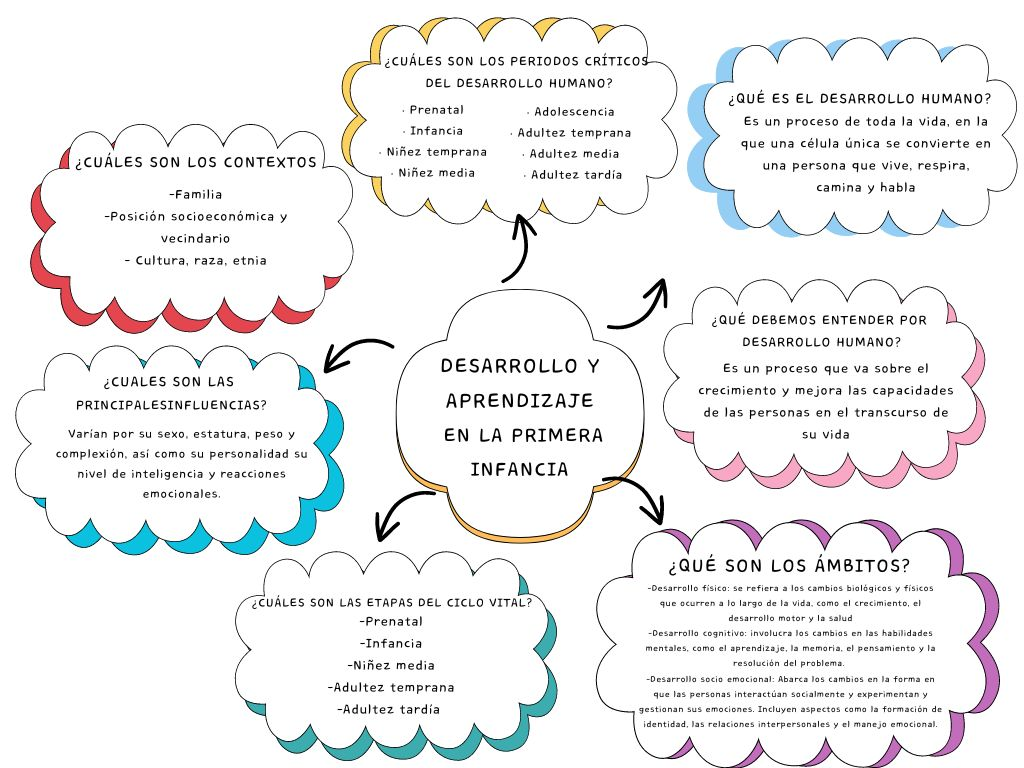 ¿CUÁLES SON LOS PERIODOS CRÍTICOS
DEL DESARROLLO HUMANO?
· Prenatal
· Infancia
· Niñez temprana
· Niñez media
· Adolescencia
· Adultez temprana
· Adultez media
· Adultez tardía
¿QUÉ ES EL DESARROLLO HUMANO?
Es un proceso de toda la vida, en la
que una célula única se convierte en
una persona que vive, respira,
camina y habla
¿CUÁLES SON LOS CONTEXTOS
-Familia
-Posición socioeconómica y
vecindario
- Cultura, raza, etnia
DESARROLLO Y
APRENDIZAJE
EN LA PRIMERA
INFANCIA
¿QUÉ DEBEMOS ENTENDER POR
DESARROLLO HUMANO?
Es un proceso que va sobre el
crecimiento y mejora las capacidades
de las personas en el transcurso de
su vida
¿CUALES SON LAS
PRINCIPALESINFLUENCIAS?
Varían por su sexo, estatura, peso y
complexión, así como su personalidad su
nivel de inteligencia y reacciones
emocionales.
¿CUÁLES SON LAS ETAPAS DEL CICLO VITAL?
-Prenatal
-Infancia
-Niñez media
-Adultez temprana
-Adultez tardía
¿QUÉ SON LOS ÁMBITOS?
-Desarrollo físico: se refiera a los cambios biológicos y físicos
que ocurren a lo largo de la vida, como el crecimiento, el
desarrollo motor y la salud
-Desarrollo cognitivo: involucra los cambios en las habilidades
mentales, como el aprendizaje, la memoria, el pensamiento y la
resolución del problema.
-Desarrollo socio emocional: Abarca los cambios en la forma en
que las personas interactúan socialmente y experimentan y
gestionan sus emociones. Incluyen aspectos como la formación de
identidad, las relaciones interpersonales y el manejo emocional.